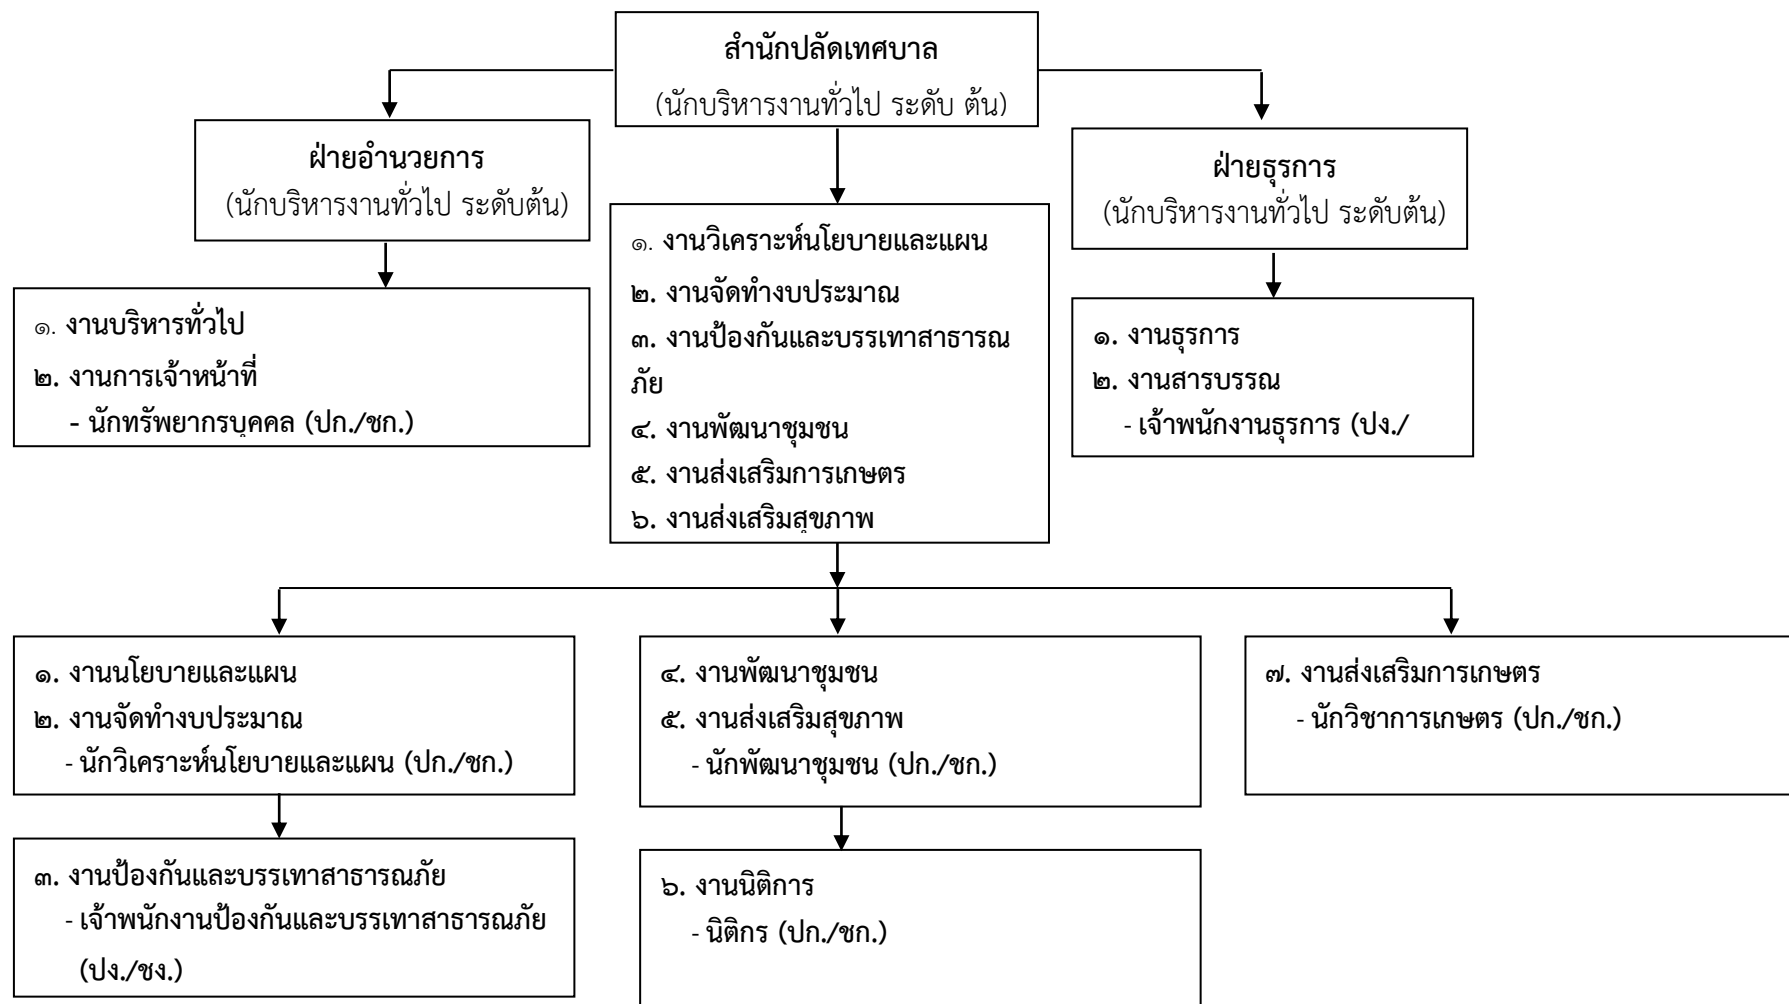 สำนักปลัดเทศบาล
(นักบริหารงานทั่วไป ระดับ ต้น)
ฝ่ายอำนวยการ
(นักบริหารงานทั่วไป ระดับต้น)
ฝ่ายธุรการ
(นักบริหารงานทั่วไป ระดับต้น)
๑. งานบริหารทั่วไป
๒. งานการเจ้าหน้าที่
- นักทรัพยากรบุคคล (ปก./ชก.)
๑. งานวิเคราะห์นโยบายและแผน
๒. งานจัดทำงบประมาณ
๓. งานป้องกันและบรรเทาสาธารณ
ภัย
๔. งานพัฒนาชุมชน
๕. งานส่งเสริมการเกษตร
๖. งานส่งเสริมสุขภาพ
๑. งานธุรการ
๒. งานสารบรรณ
- เจ้าพนักงานธุรการ (ปง./
๑. งานนโยบายและแผน
๒. งานจัดทำงบประมาณ
- นักวิเคราะห์นโยบายและแผน (ปก./ชก.)
๓. งานป้องกันและบรรเทาสาธารณภัย
- เจ้าพนักงานป้องกันและบรรเทาสาธารณภัย
(ปง./ชง.)
๔. งานพัฒนาชุมชน
๕. งานส่งเสริมสุขภาพ
- นักพัฒนาชุมชน (ปก./ชก.)
๖. งานนิติการ
- นิติกร (ปก./ชก.)
๗. งานส่งเสริมการเกษตร
- นักวิชาการเกษตร (ปก./ชก.)